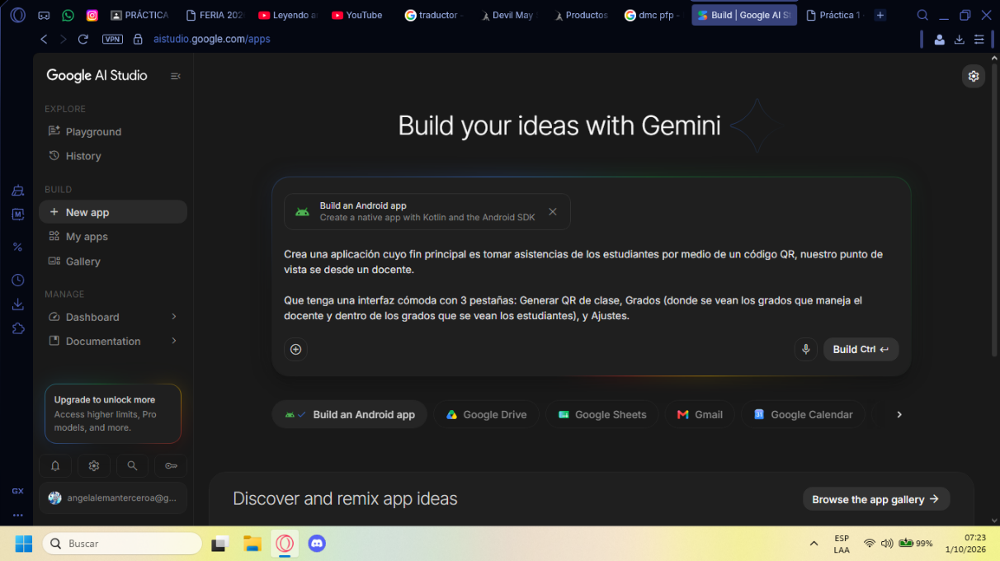 PRÁCTICA
FERIA 202
Leyendo a
YouTube
traductor
Devil May
Productos
dmc pfp -
Build | Google AI St
Práctica 1
VPN
aistudio.google.com/apps
Google AI Studio
EXPLORE
Playground
History
BUILD
New app
My apps
Gallery
MANAGE
Dashboard
Documentation
Upgrade to unlock more
Access higher limits, Pro
models, and more.
angelalemanterceroa@g...
Build your ideas with Gemini
Build an Android app
Create a native app with Kotlin and the Android SDK
Crea una aplicación cuyo fin principal es tomar asistencias de los estudiantes por medio de un código QR, nuestro punto de
vista se desde un docente.
Que tenga una interfaz cómoda con 3 pestañas: Generar QR de clase, Grados (donde se vean los grados que maneja el
docente y dentro de los grados que se vean los estudiantes), y Ajustes.
Build Ctrl
Build an Android app
Google Drive
Google Sheets
Gmail
31
Google Calendar
Discover and remix app ideas
Browse the app gallery
M
GX
Buscar
ESP
LAA
99%
07:23
1/10/2026